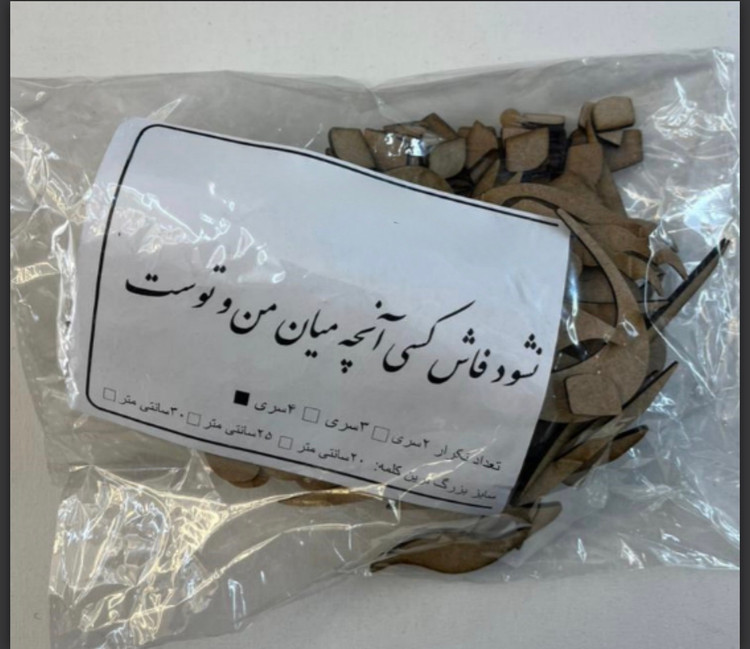 نشود فاش کسی آنچه میان من و توست
تعداد تکرار ۲سری □ ۳سری □ ۴سری ■
سایز بزرگ ترین کلمه: ۲۰سانتی متر □ ۲۵سانتی متر □ ۳۰سانتی متر □